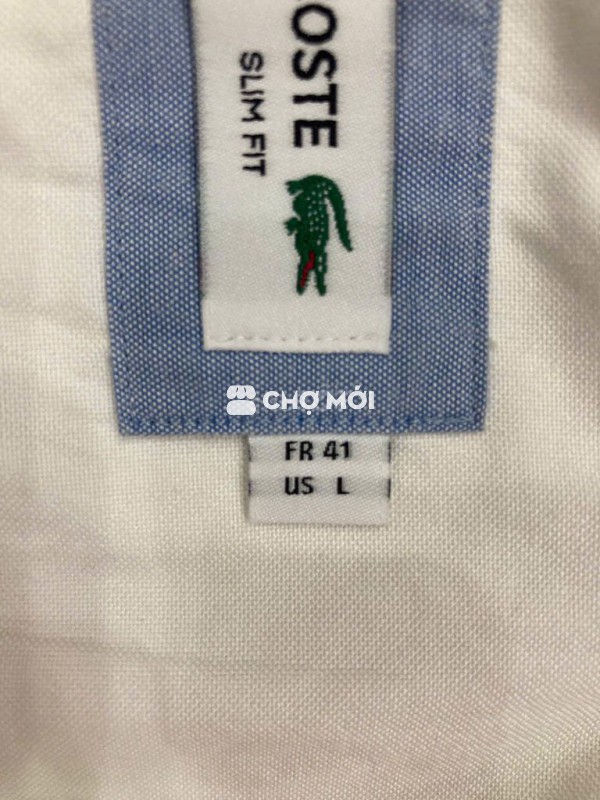 OSTE
SLIM FIT
CHỢ MỚI
FR 41
US L